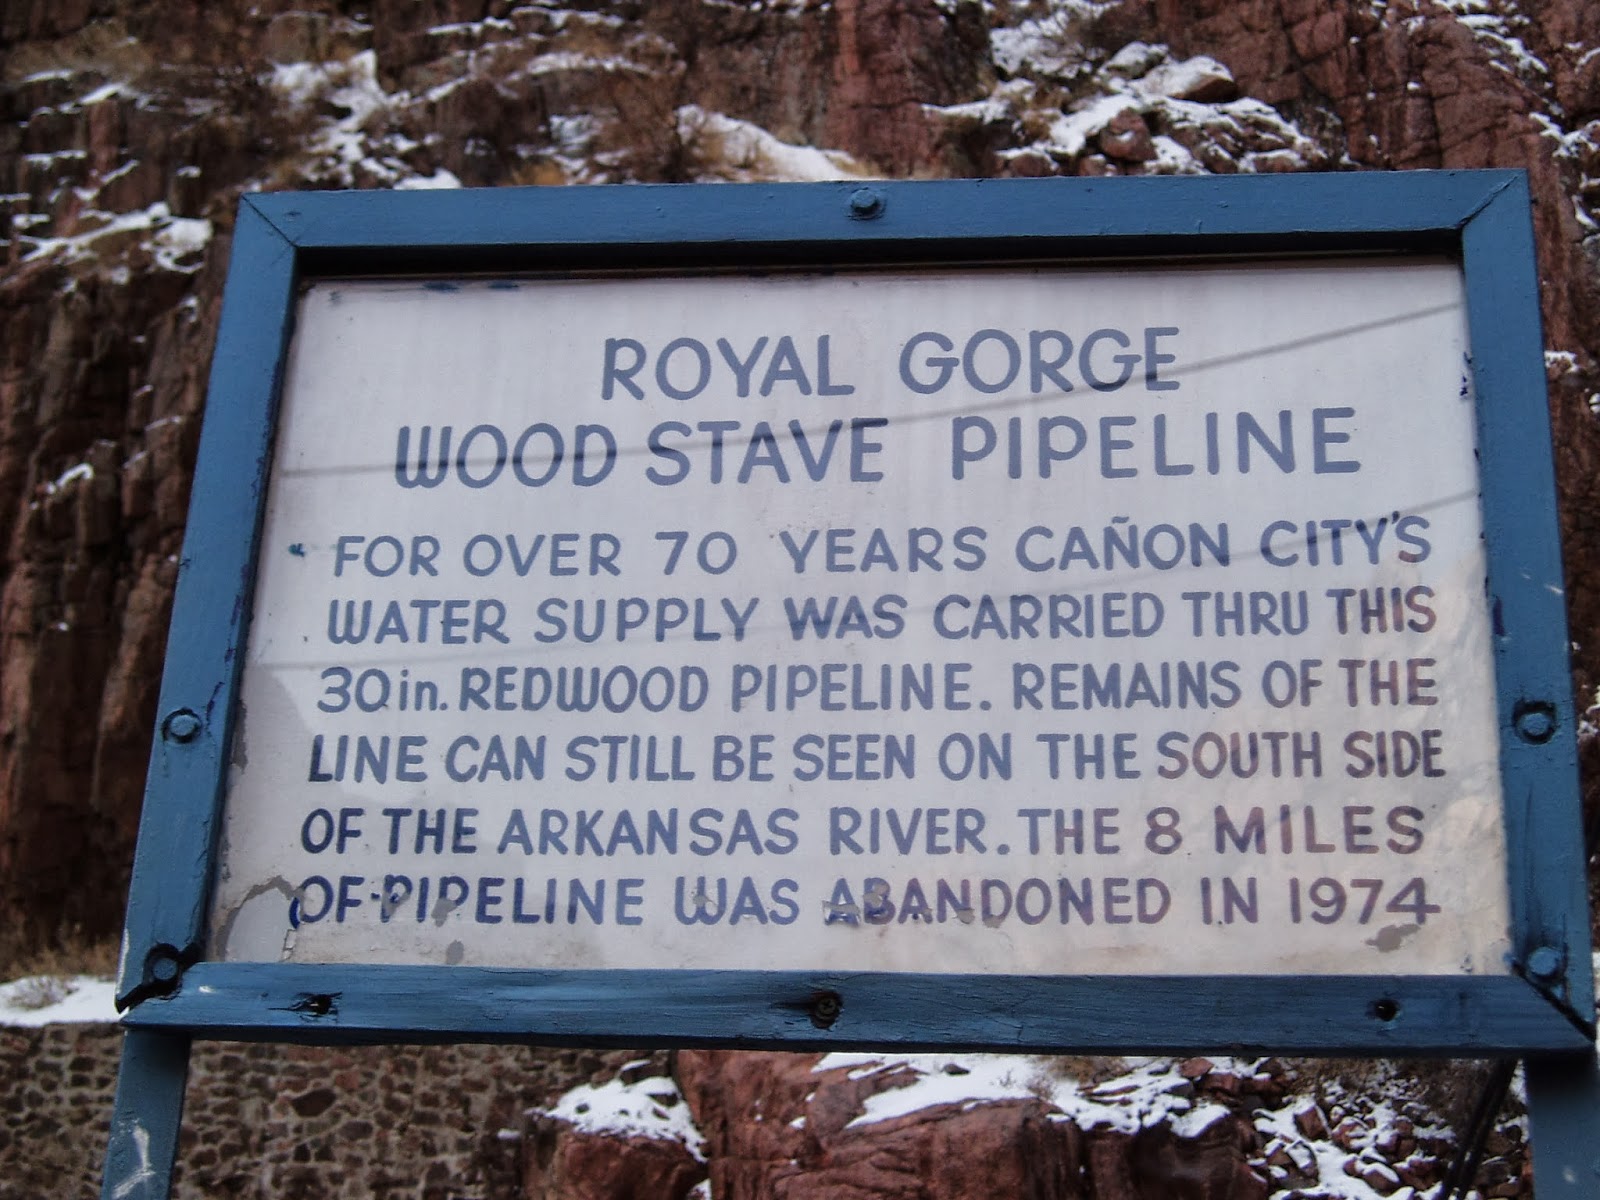 ROYAL GORGE
WOOD STAVE PIPELINE
FOR OVER 70 YEARS CAÑON CITY'S
WATER SUPPLY WAS CARRIED THRU THIS
30in. REDWOOD PIPELINE. REMAINS OF THE
LINE CAN STILL BE SEEN ON THE SOUTH SIDE
OF THE ARKANSAS RIVER. THE 8 MILES
OF PIPELINE WAS ABANDONED IN 1974